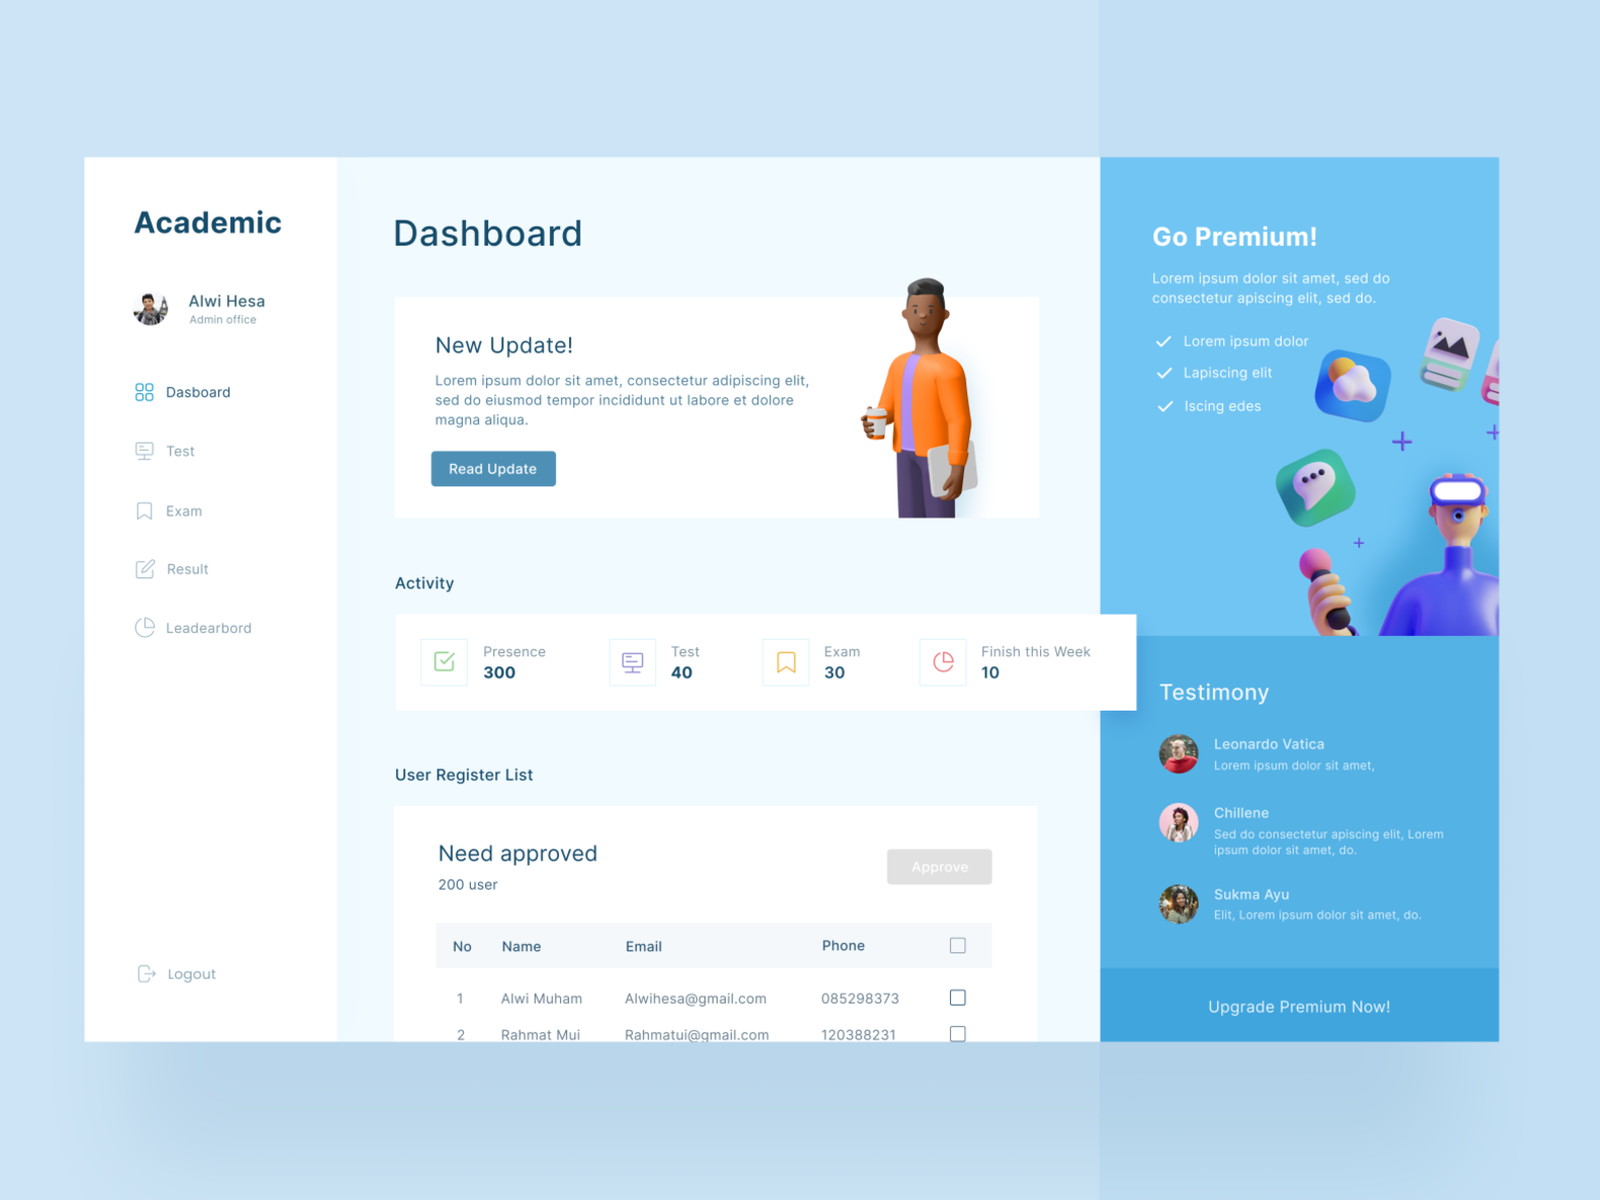 Academic
Alwi Hesa
Admin office
Dasboard
Test
Exam
Result
Leadearbord
Logout
Dashboard
New Update!
Lorem ipsum dolor sit amet, consectetur adipiscing elit,
sed do eiusmod tempor incididunt ut labore et dolore
magna aliqua.
Read Update
Activity
Presence
300
Test
40
Exam
30
Finish this Week
10
User Register List
Need approved
200 user
Approve
No Name Email Phone
1 Alwi Muham Alwihesa@gmail.com 085298373
2 Rahmat Mui Rahmatui@gmail.com 120388231
Go Premium!
Lorem ipsum dolor sit amet, sed do
consectetur apiscing elit, sed do.
Lorem ipsum dolor
Lapiscing elit
Iscing edes
Testimony
Leonardo Vatica
Lorem ipsum dolor sit amet,
Chillene
Sed do consectetur apiscing elit, Lorem
ipsum dolor sit amet, do.
Sukma Ayu
Elit, Lorem ipsum dolor sit amet, do.
Upgrade Premium Now!